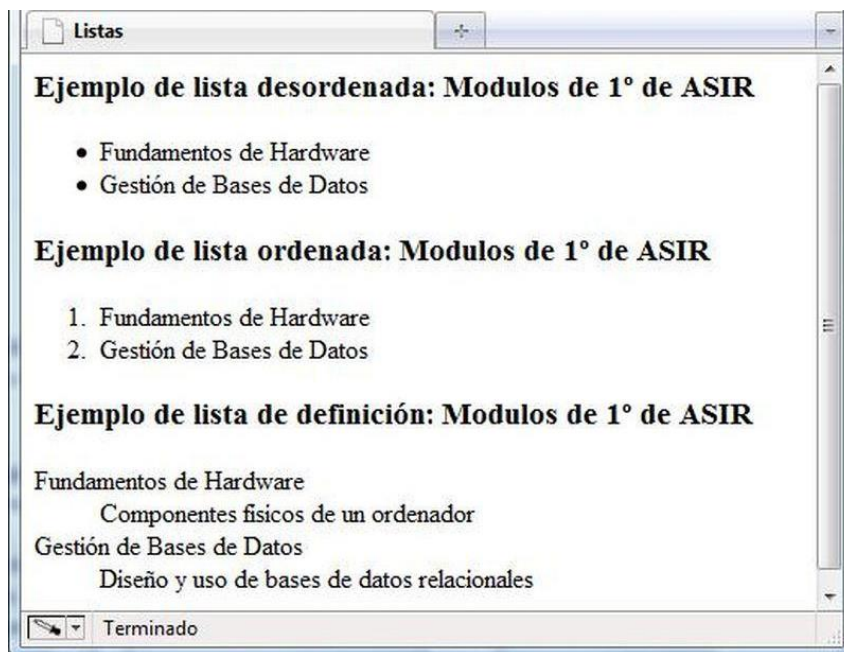 Listas
Ejemplo de lista desordenada: Modulos de 1º de ASIR
• Fundamentos de Hardware
• Gestión de Bases de Datos
Ejemplo de lista ordenada: Modulos de 1º de ASIR
1. Fundamentos de Hardware
2. Gestión de Bases de Datos
Ejemplo de lista de definición: Modulos de 1º de ASIR
Fundamentos de Hardware
Componentes fisicos de un ordenador
Gestión de Bases de Datos
Diseño y uso de bases de datos relacionales
Terminado